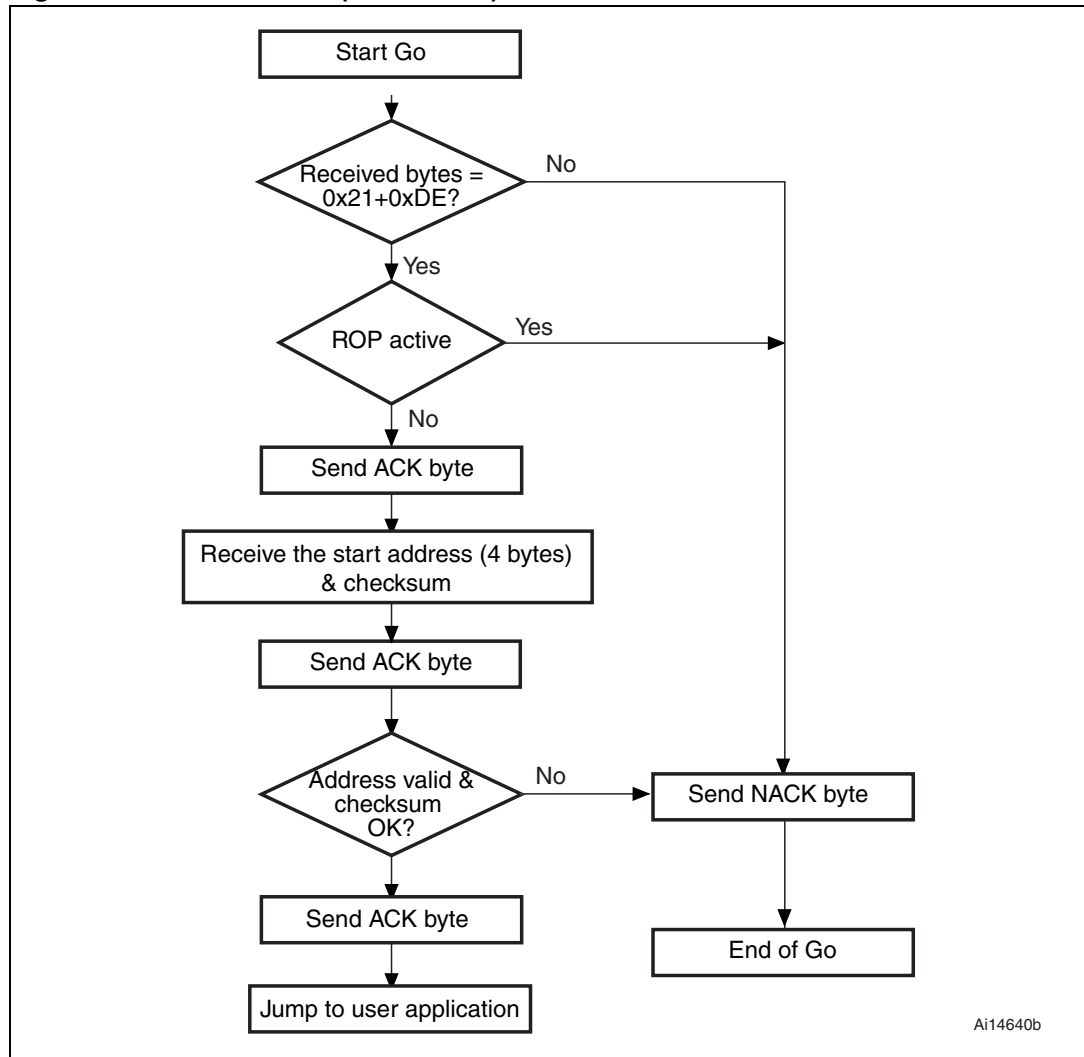 Start Go
Received bytes =
0x21+0xDE?
No
Yes
ROP active
Yes
No
Send ACK byte
Receive the start address (4 bytes)
& checksum
Send ACK byte
Address valid &
checksum
OK?
No
Send NACK byte
Send ACK byte
End of Go
Jump to user application
Ai14640b